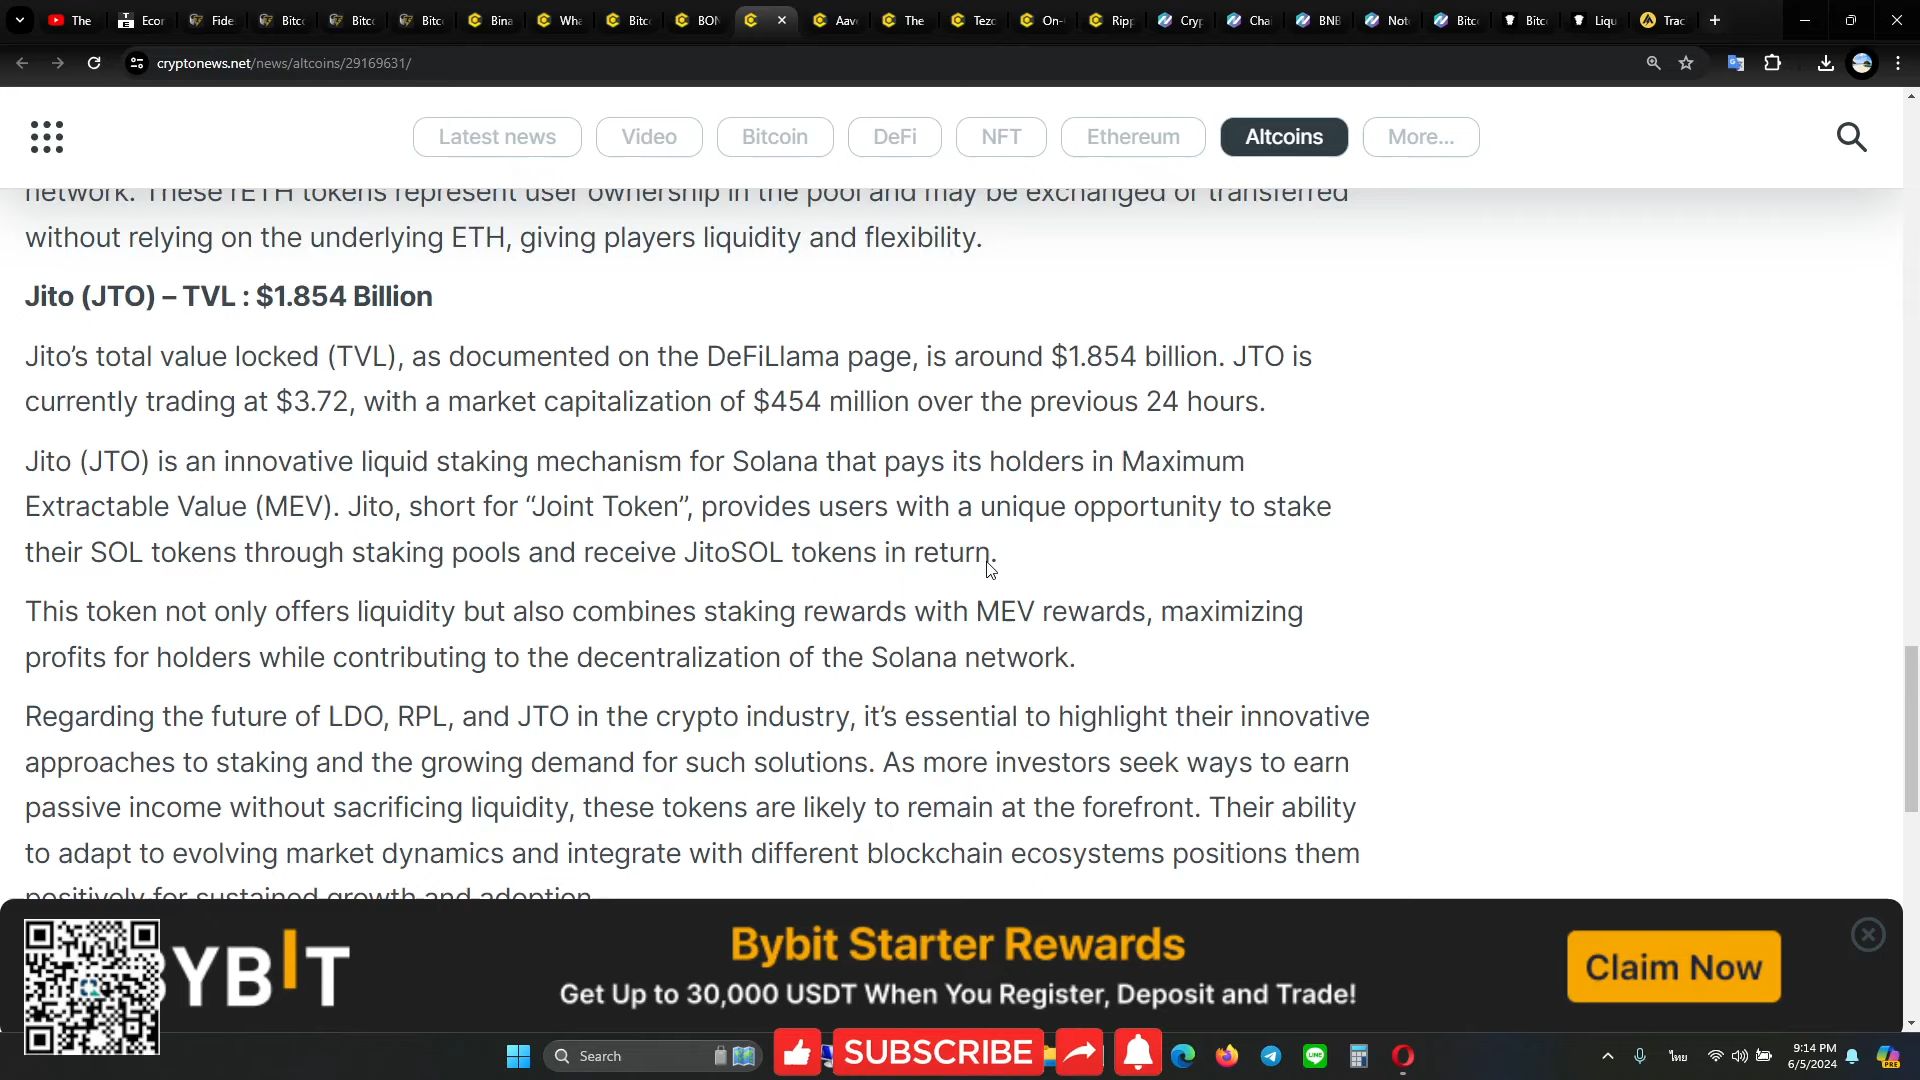 The
Ecor
Fide
Bitc
Bitc
Bitc
Bina
Wha
Bitc
BON
Aav
The
Tezo
On-
Ripp
Cryp
Chai
BNB
Not
Bitc
Bitc
Liqu
Trac
cryptonews.net/news/altcoins/29169631/
Latest news
Video
Bitcoin
DeFi
NFT
Ethereum
Altcoins
More...
network. These rETH tokens represent user ownership in the pool and may be exchanged or transferred
without relying on the underlying ETH, giving players liquidity and flexibility.
Jito (JTO) – TVL : $1.854 Billion
Jito’s total value locked (TVL), as documented on the DeFiLlama page, is around $1.854 billion. JTO is
currently trading at $3.72, with a market capitalization of $454 million over the previous 24 hours.
Jito (JTO) is an innovative liquid staking mechanism for Solana that pays its holders in Maximum
Extractable Value (MEV). Jito, short for “Joint Token”, provides users with a unique opportunity to stake
their SOL tokens through staking pools and receive JitoSOL tokens in return.
This token not only offers liquidity but also combines staking rewards with MEV rewards, maximizing
profits for holders while contributing to the decentralization of the Solana network.
Regarding the future of LDO, RPL, and JTO in the crypto industry, it’s essential to highlight their innovative
approaches to staking and the growing demand for such solutions. As more investors seek ways to earn
passive income without sacrificing liquidity, these tokens are likely to remain at the forefront. Their ability
to adapt to evolving market dynamics and integrate with different blockchain ecosystems positions them
positively for sustained growth and adoption.
BYBIT
Bybit Starter Rewards
Get Up to 30,000 USDT When You Register, Deposit and Trade!
Claim Now
Search
SUBSCRIBE
ไทย
9:14 PM
6/5/2024